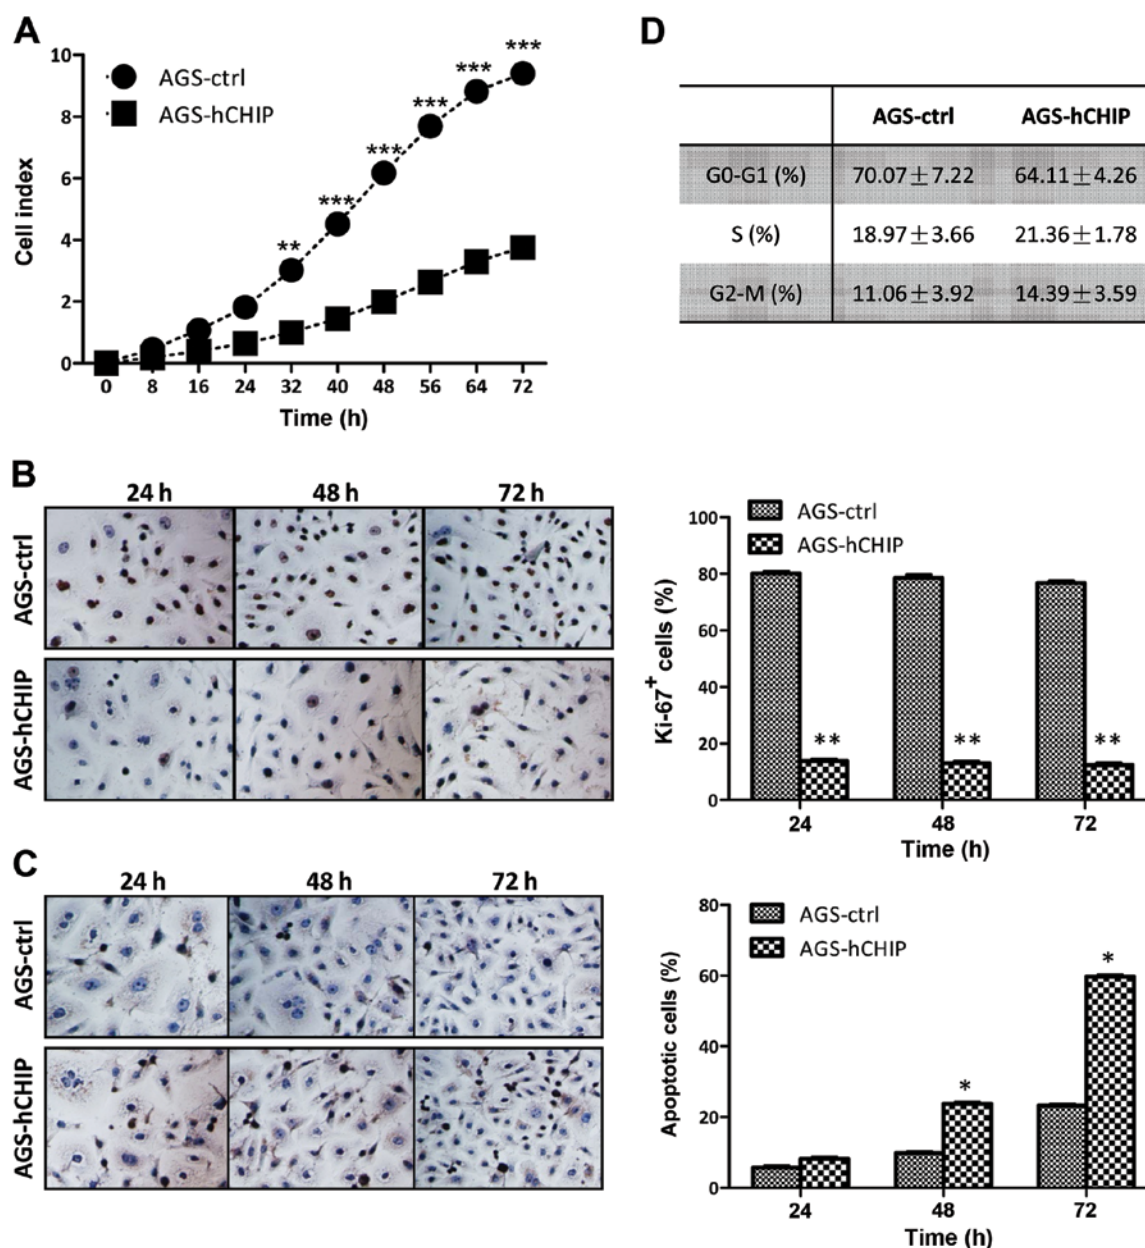 A
10
8
6
4
2
0
Cell index
AGS-ctrl
AGS-hCHIP
**
***
***
***
***
***
0 8 16 24 32 40 48 56 64 72
Time (h)
D
AGS-ctrl AGS-hCHIP
G0-G1 (%) 70.07±7.22 64.11±4.26
S (%) 18.97±3.66 21.36±1.78
G2-M (%) 11.06±3.92 14.39±3.59
B
24 h 48 h 72 h
AGS-ctrl
AGS-hCHIP
100
80
60
40
20
0
Ki-67+ cells (%)
AGS-ctrl
AGS-hCHIP
** ** **
24 48 72
Time (h)
C
24 h 48 h 72 h
AGS-ctrl
AGS-hCHIP
80
60
40
20
0
Apoptotic cells (%)
AGS-ctrl
AGS-hCHIP
*
*
24 48 72
Time (h)